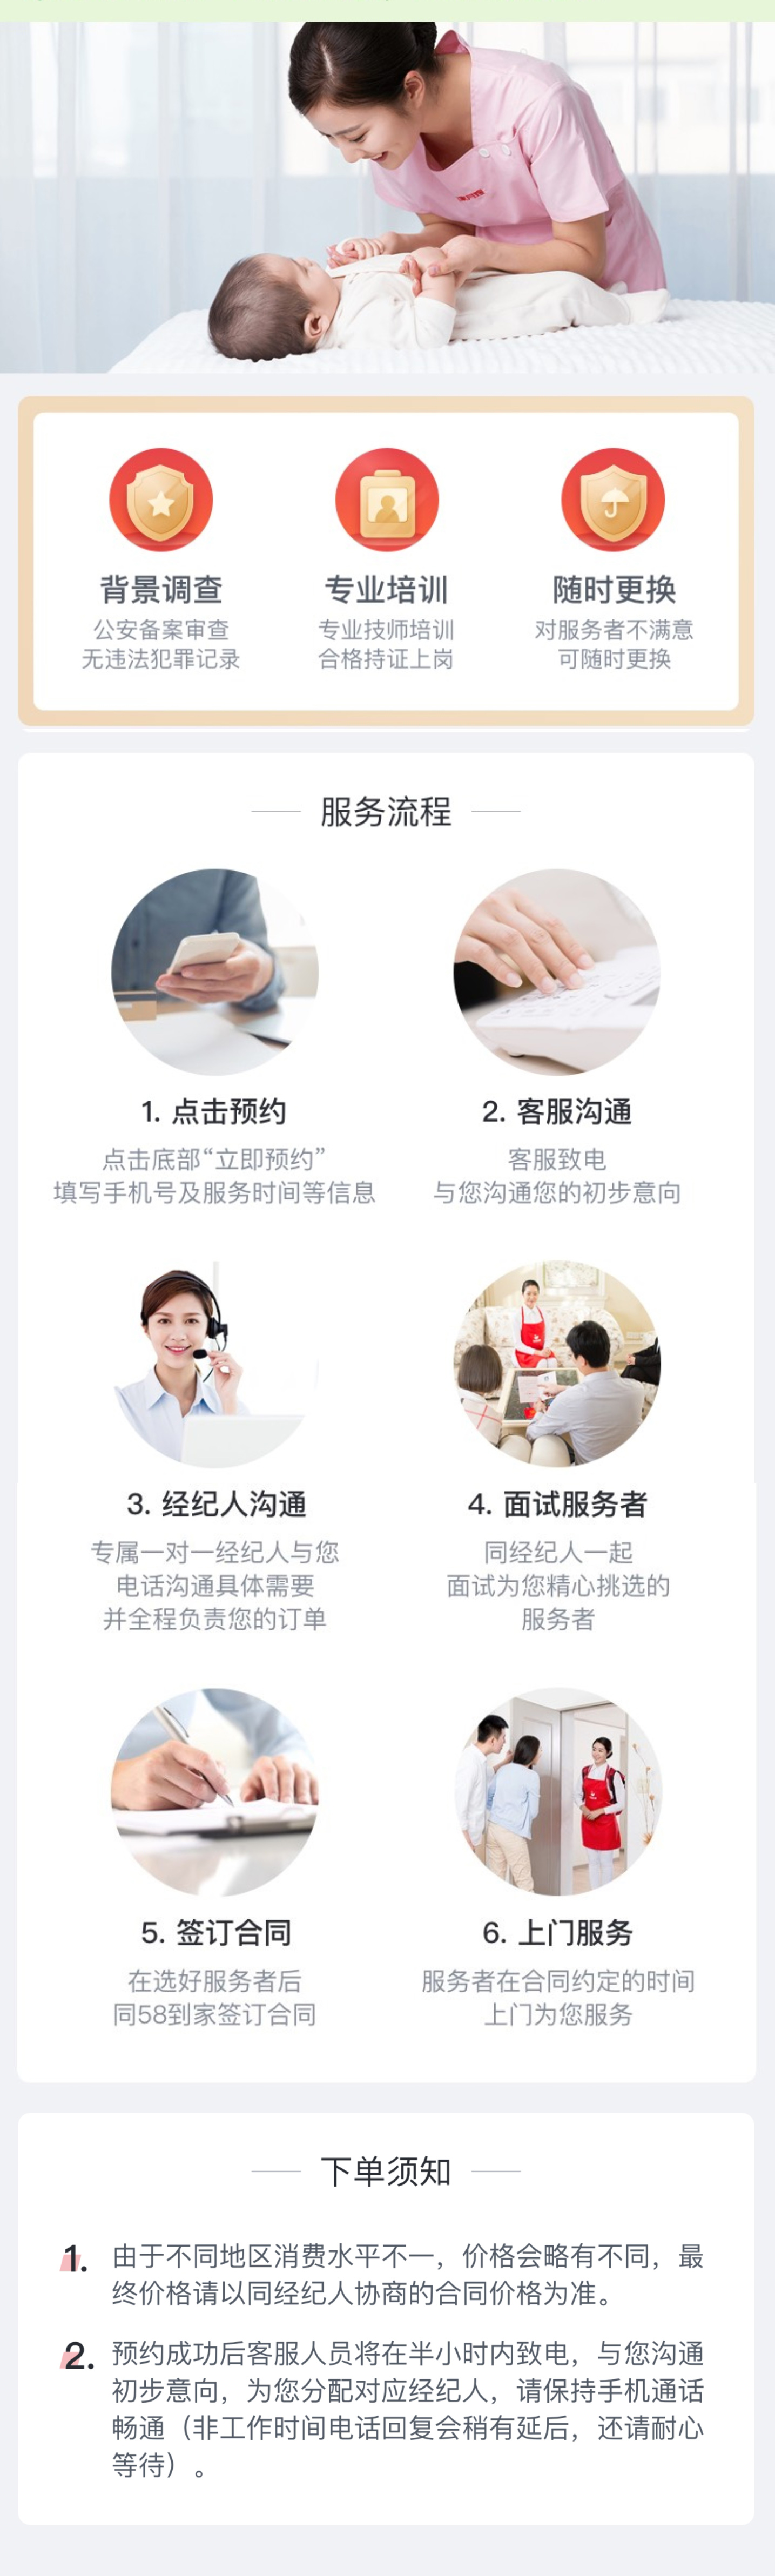 背景调查
公安备案审查
无违法犯罪记录
专业培训
专业技师培训
合格持证上岗
随时更换
对服务者不满意
可随时更换
服务流程
1. 点击预约
点击底部“立即预约”
填写手机号及服务时间等信息
2. 客服沟通
客服致电
与您沟通您的初步意向
3. 经纪人沟通
专属一对一经纪人与您
电话沟通具体需要
并全程负责您的订单
4. 面试服务者
同经纪人一起
面试为您精心挑选的
服务者
5. 签订合同
在选好服务者后
同58到家签订合同
6. 上门服务
服务者在合同约定的时间
上门为您服务
下单须知
1. 由于不同地区消费水平不一，价格会略有不同，最
终价格请以同经纪人协商的合同价格为准。
2. 预约成功后客服人员将在半小时内致电，与您沟通
初步意向，为您分配对应经纪人，请保持手机通话
畅通（非工作时间电话回复会稍有延后，还请耐心
等待）。